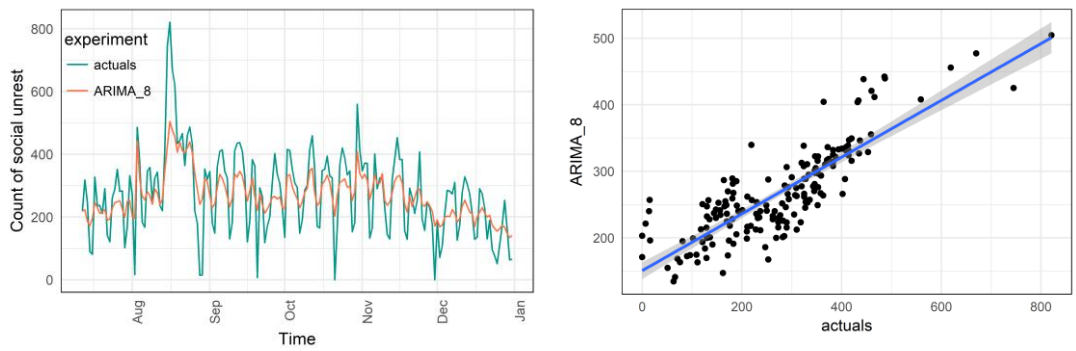 800
600
400
200
0
Count of social unrest
experiment
actuals
ARIMA_8
Aug
Sep
Oct
Nov
Dec
Jan
Time
500
400
300
200
ARIMA_8
0
200
400
600
800
actuals